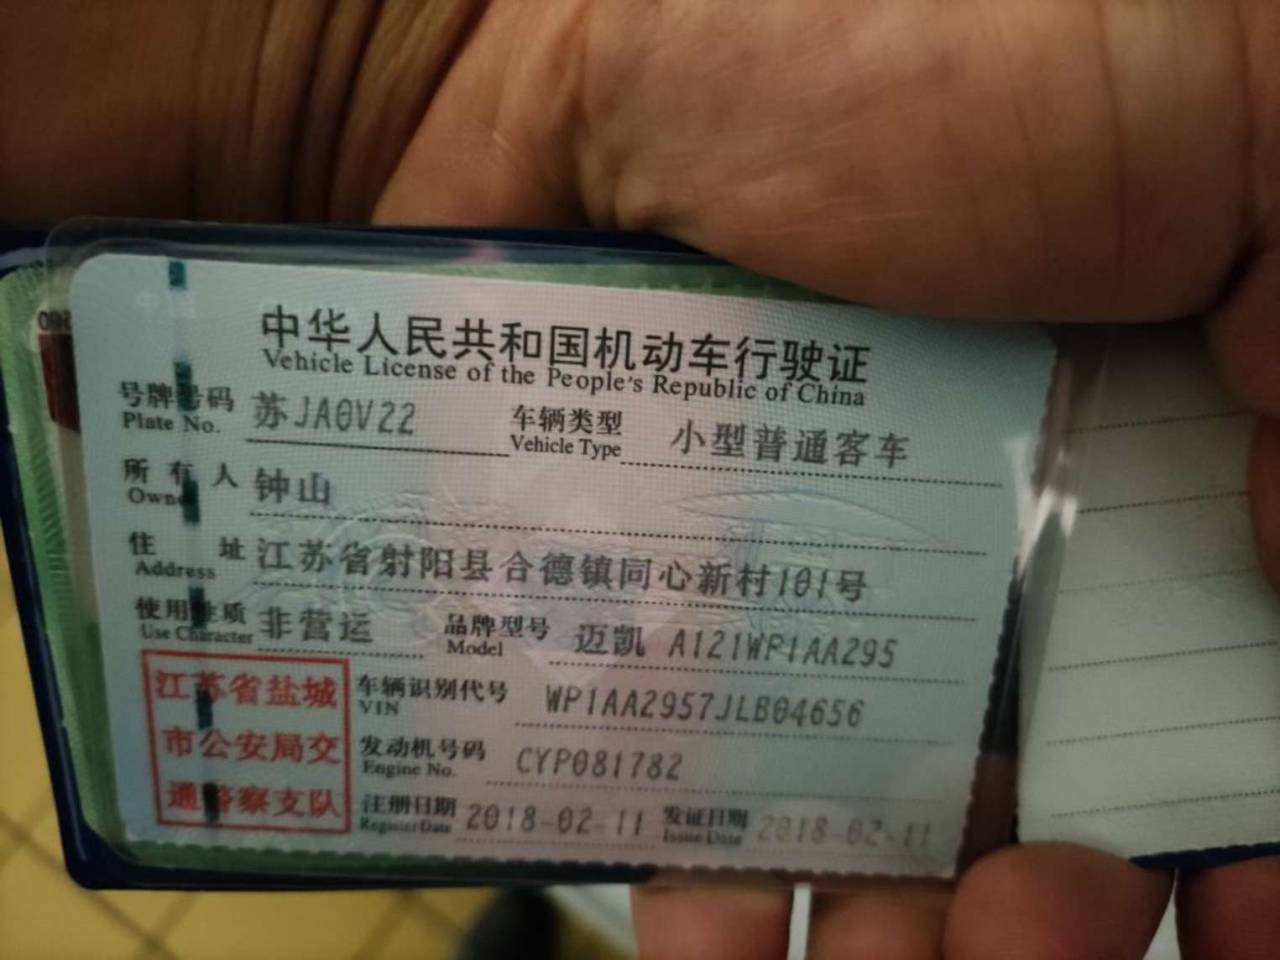 中华人民共和国机动车行驶证
Vehicle License of the People's Republic of China
号牌号码 苏JA0V22 车辆类型 小型普通客车
Plate No. Vehicle Type
所有人 钟山
Owner
住址 江苏省射阳县合德镇同心新村101号
Address
使用性质 非营运 品牌型号 迈凯 A121WP1AA295
Use Character Model
江苏省盐城
市公安局交
通警察支队
车辆识别代号 WP1AA2957JLB04656
VIN
发动机号码 CYP081782
Engine No.
注册日期 2018-02-11 发证日期 2018-02-11
Register Date Issue Date